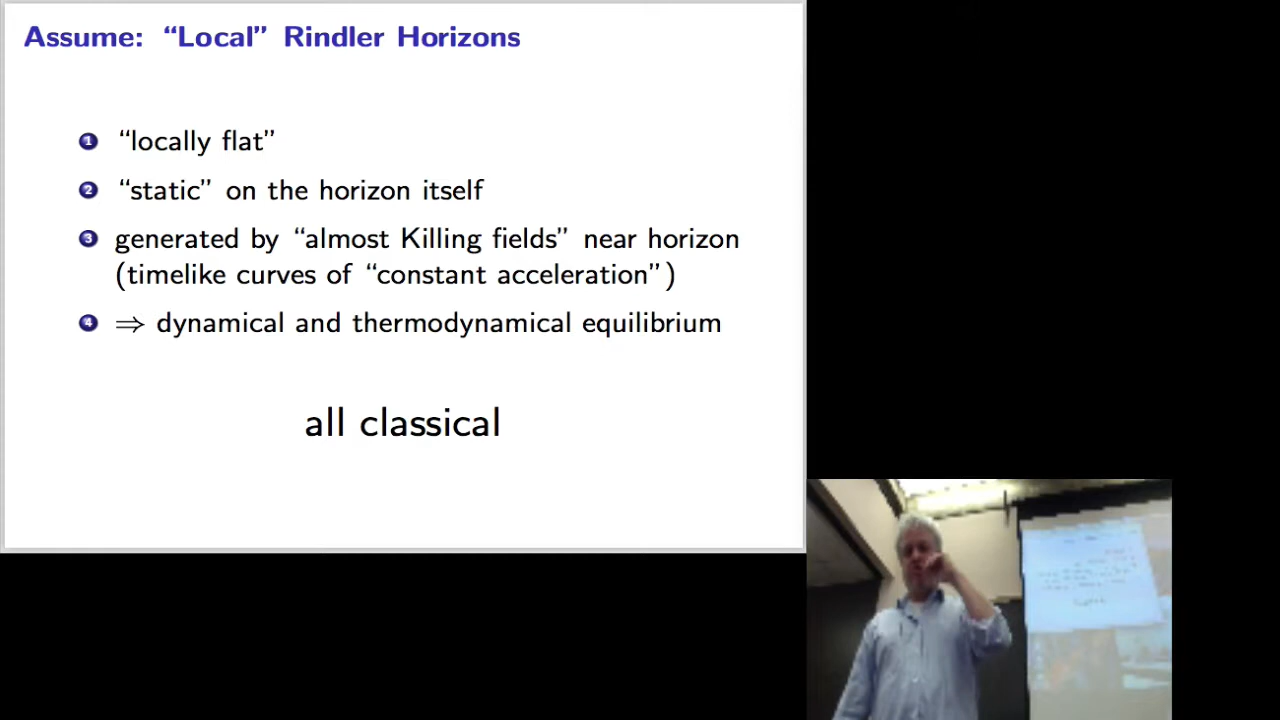 Assume: “Local” Rindler Horizons
1 “locally flat”
2 “static” on the horizon itself
3 generated by “almost Killing fields” near horizon
(timelike curves of “constant acceleration”)
4 ⇒ dynamical and thermodynamical equilibrium
all classical